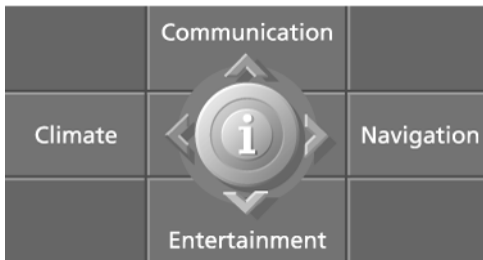 Communication
Climate
i
Navigation
Entertainment